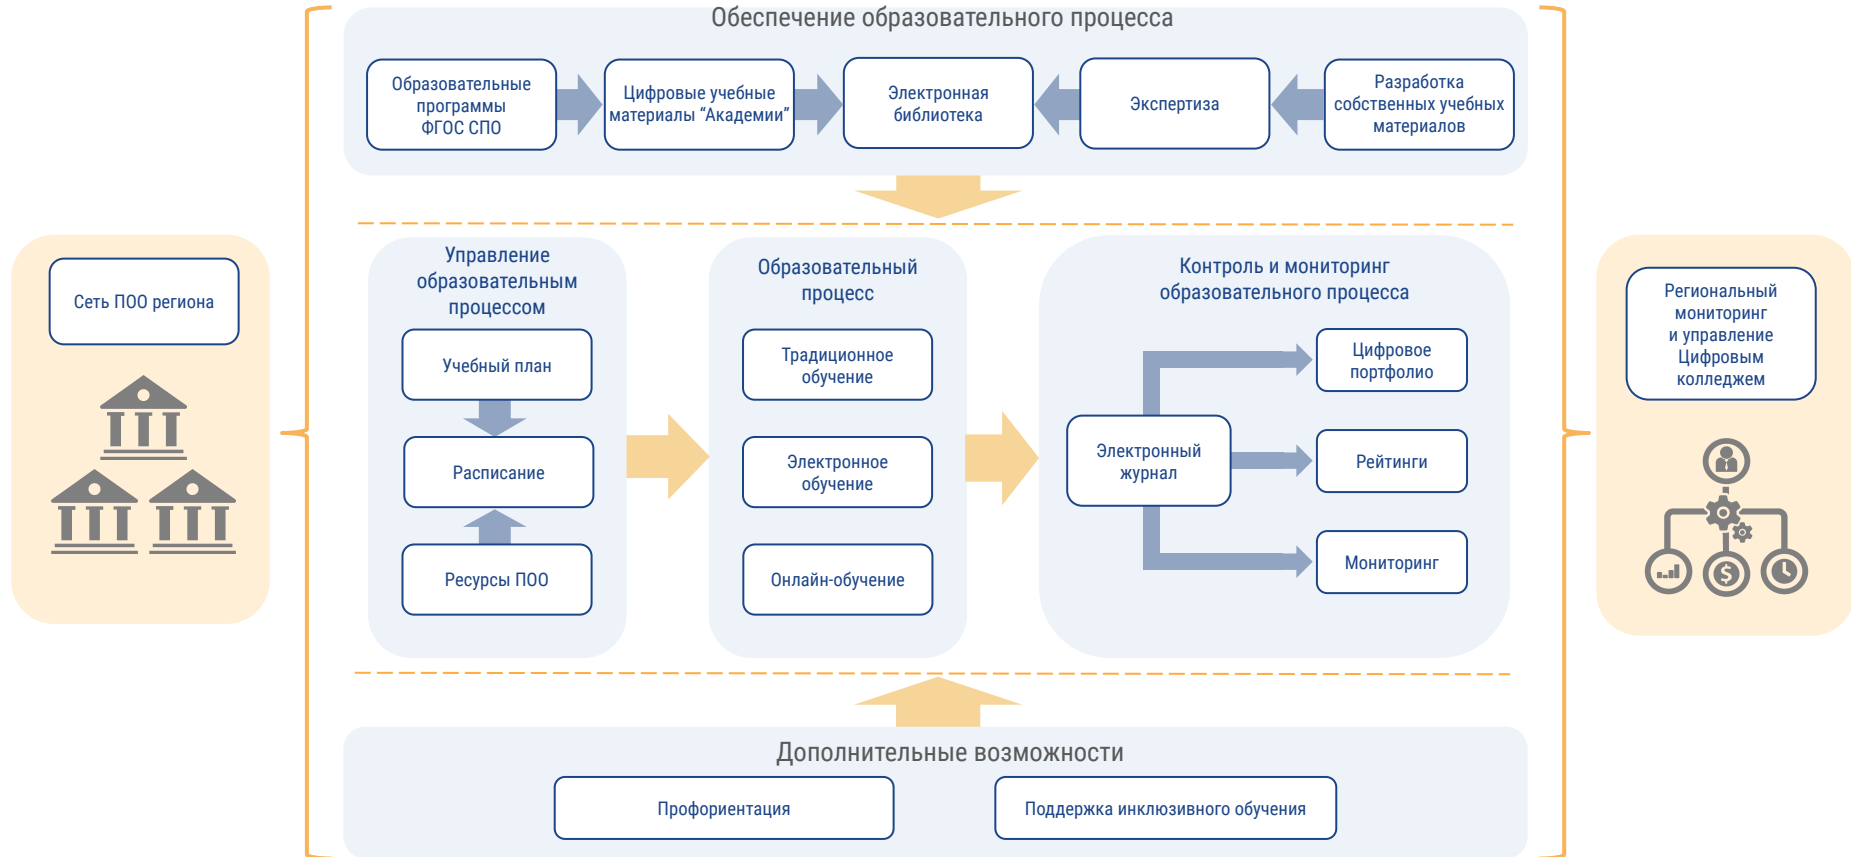 Обеспечение образовательного процесса
Образовательные
программы
ФГОС СПО
Цифровые учебные
материалы “Академии”
Электронная
библиотека
Экспертиза
Разработка
собственных учебных
материалов
Сеть ПОО региона
Управление
образовательным
процессом
Учебный план
Расписание
Ресурсы ПОО
Образовательный
процесс
Традиционное
обучение
Электронное
обучение
Онлайн-обучение
Контроль и мониторинг
образовательного процесса
Электронный
журнал
Цифровое
портфолио
Рейтинги
Мониторинг
Региональный
мониторинг
и управление
Цифровым
колледжем
Дополнительные возможности
Профориентация
Поддержка инклюзивного обучения